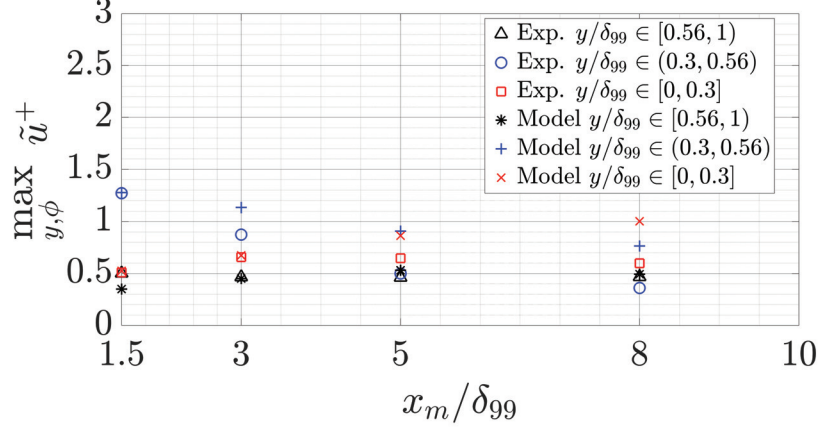 3
2.5
2
1.5
1
0.5
0
max ũ⁺
y,ϕ
△ Exp. y/δ₉₉ ∈ [0.56, 1)
○ Exp. y/δ₉₉ ∈ (0.3, 0.56)
□ Exp. y/δ₉₉ ∈ [0, 0.3]
* Model y/δ₉₉ ∈ [0.56, 1)
+ Model y/δ₉₉ ∈ (0.3, 0.56)
× Model y/δ₉₉ ∈ [0, 0.3]
1.5 3 5 8 10
xₘ/δ₉₉